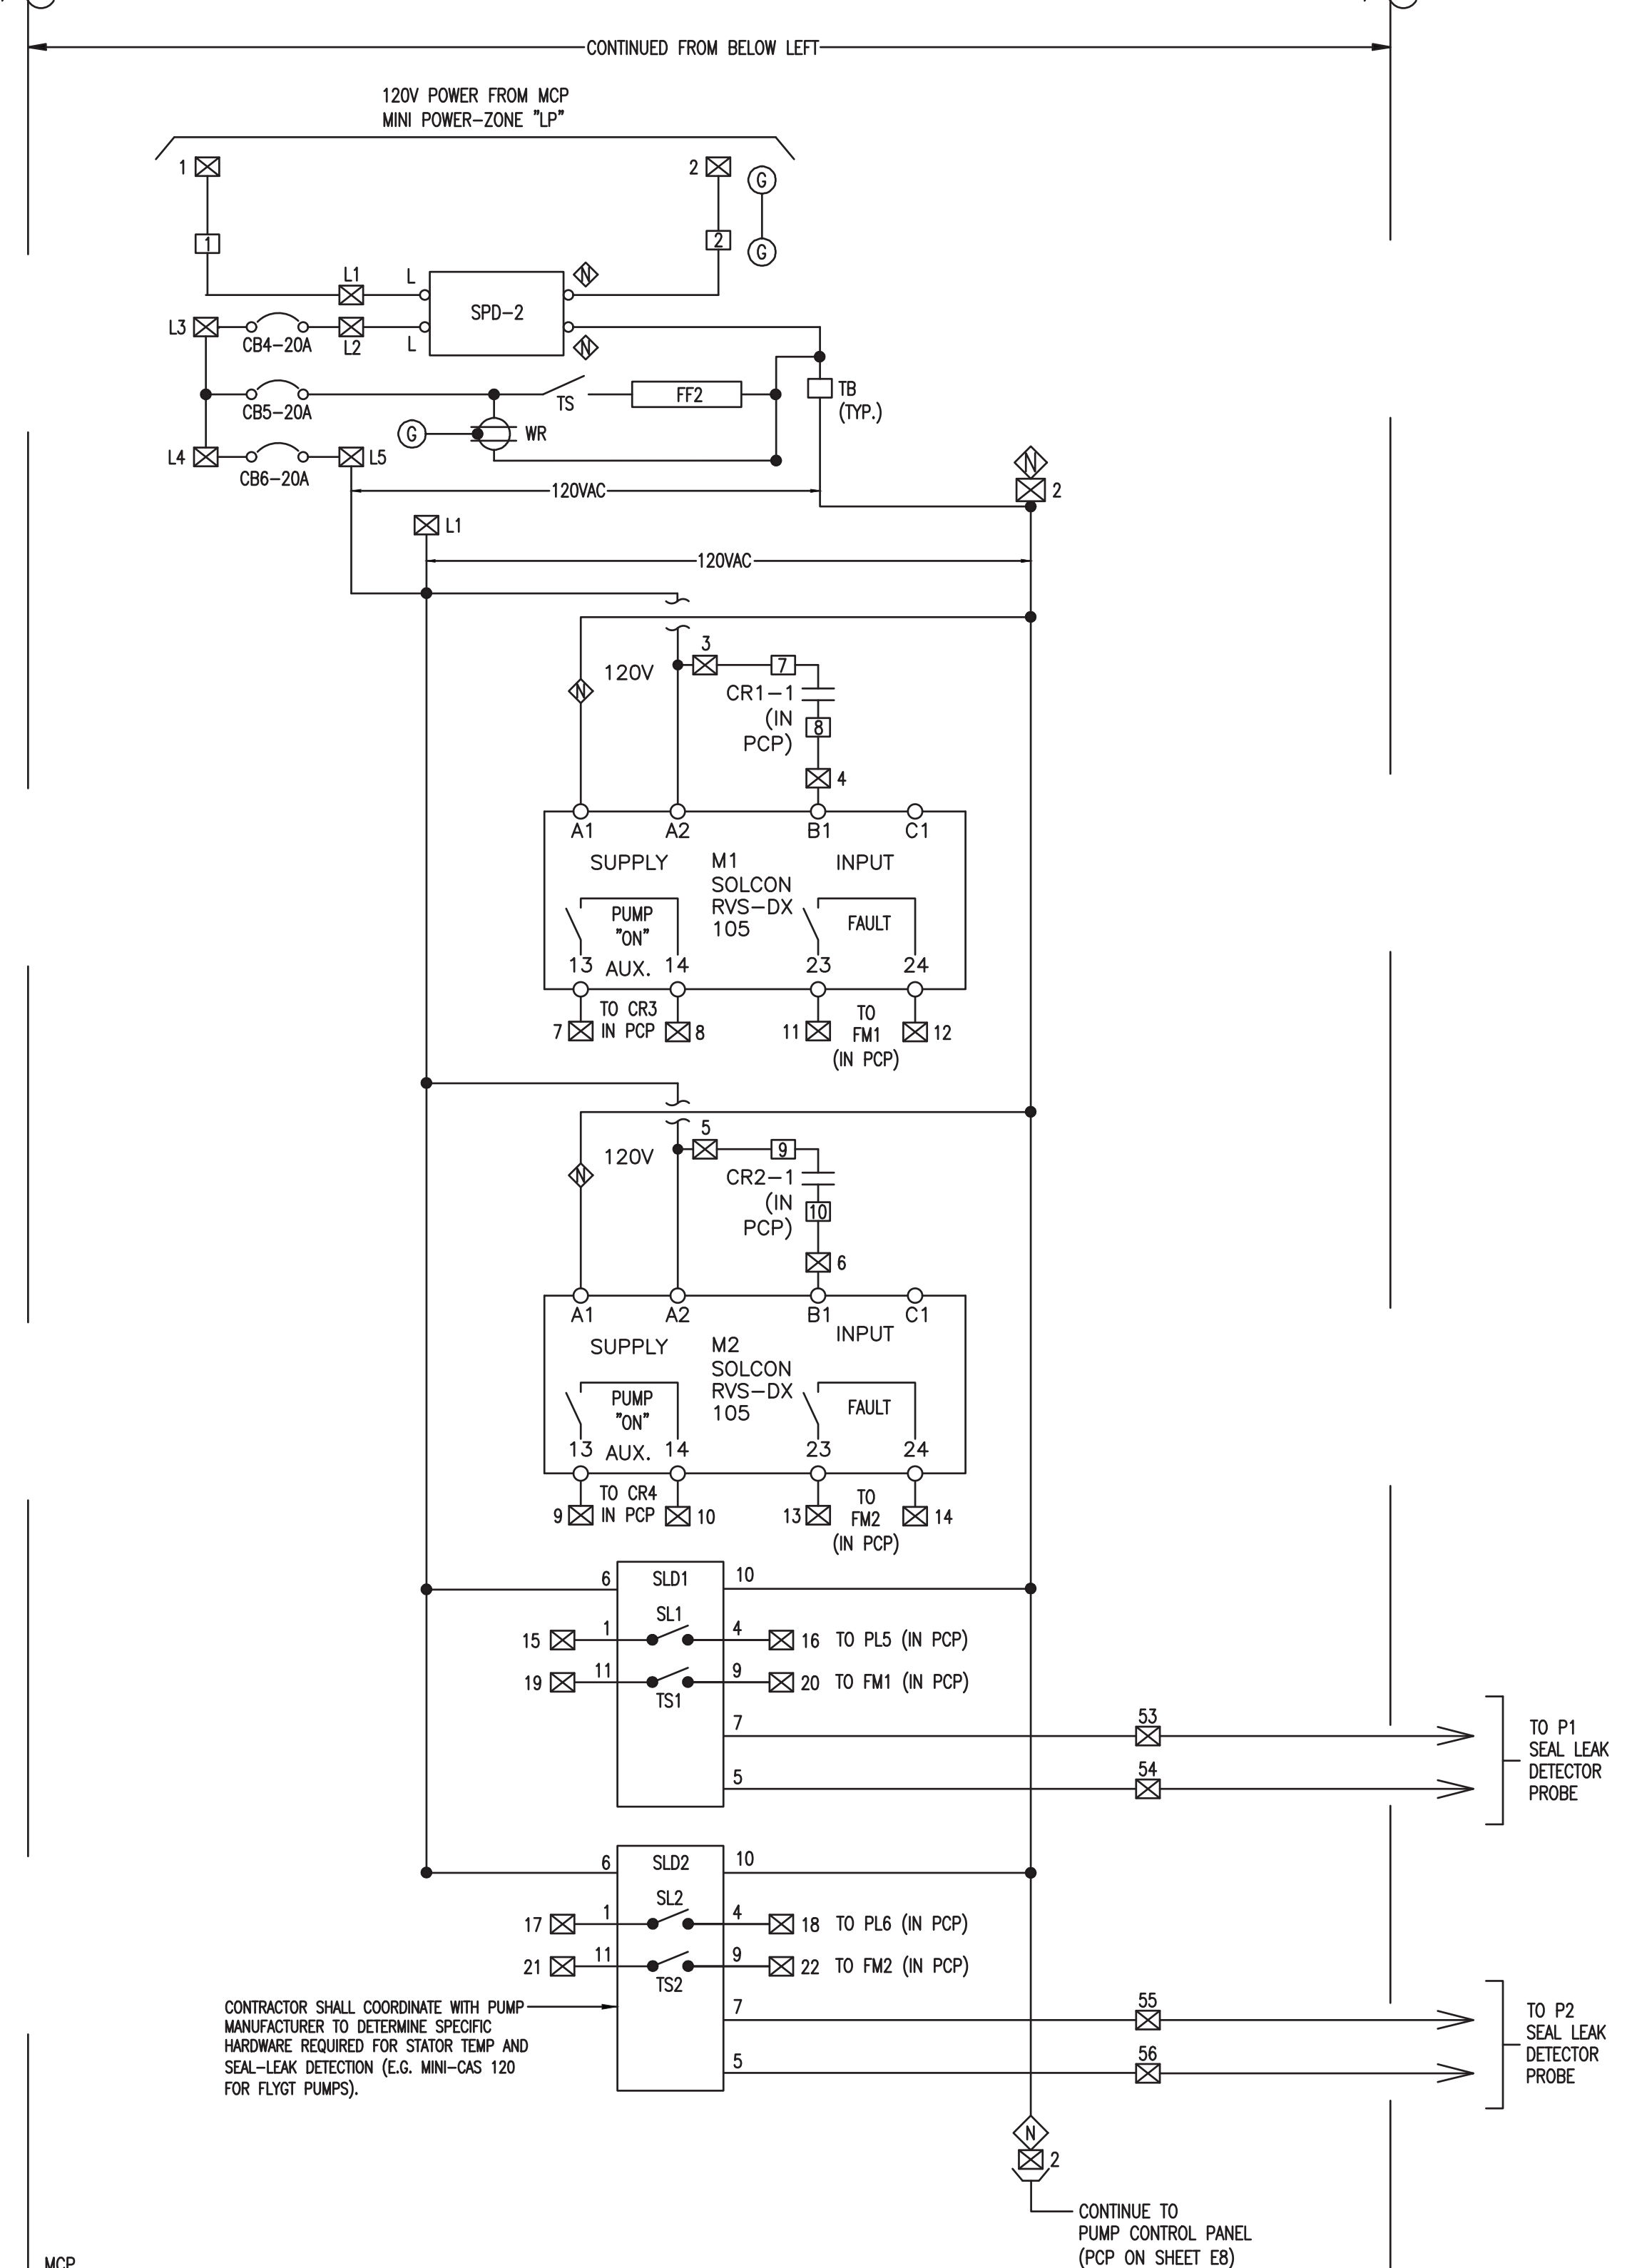 CONTINUED FROM BELOW LEFT
120V POWER FROM MCP
MINI POWER-ZONE "LP"
1
2
G
1
2
G
L1
L
N
SPD-2
L3
CB4-20A
L2
L
N
CB5-20A
TS
FF2
TB
(TYP.)
G
WR
L4
L5
CB6-20A
N
120VAC
2
L1
120VAC
3
120V
7
N
CR1-1
(IN
PCP)
8
4
A1
A2
B1
C1
SUPPLY
M1
SOLCON
RVS-DX
105
INPUT
PUMP
"ON"
FAULT
13
AUX.
14
23
24
TO CR3
IN PCP
7
8
11
TO
FM1
(IN PCP)
12
5
120V
9
N
CR2-1
(IN
PCP)
10
6
A1
A2
B1
C1
SUPPLY
M2
SOLCON
RVS-DX
105
INPUT
PUMP
"ON"
FAULT
13
AUX.
14
23
24
TO CR4
IN PCP
9
10
13
TO
FM2
(IN PCP)
14
6
SLD1
10
SL1
15
1
4
16
TO PL5 (IN PCP)
19
11
9
20
TO FM1 (IN PCP)
TS1
7
53
5
54
TO P1
SEAL LEAK
DETECTOR
PROBE
6
SLD2
10
SL2
17
1
4
18
TO PL6 (IN PCP)
21
11
9
22
TO FM2 (IN PCP)
TS2
CONTRACTOR SHALL COORDINATE WITH PUMP
MANUFACTURER TO DETERMINE SPECIFIC
HARDWARE REQUIRED FOR STATOR TEMP AND
SEAL-LEAK DETECTION (E.G. MINI-CAS 120
FOR FLYGT PUMPS).
7
55
5
56
TO P2
SEAL LEAK
DETECTOR
PROBE
N
2
CONTINUE TO
PUMP CONTROL PANEL
(PCP ON SHEET E8)
MCP